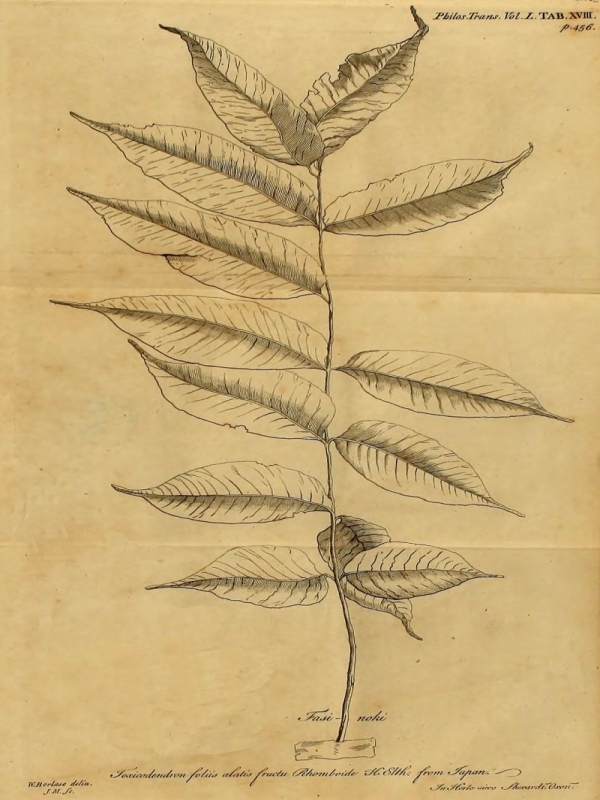 Philos. Trans. Vol. L. TAB. XVIII.
p. 456.
Fasi-noki
Toxicodendron foliis alatis fructu Rhomboide H. Elth: from Japan.
W. Borlase delin.
J. M. sc.
In Horto sicco Sherardi: Oxon: